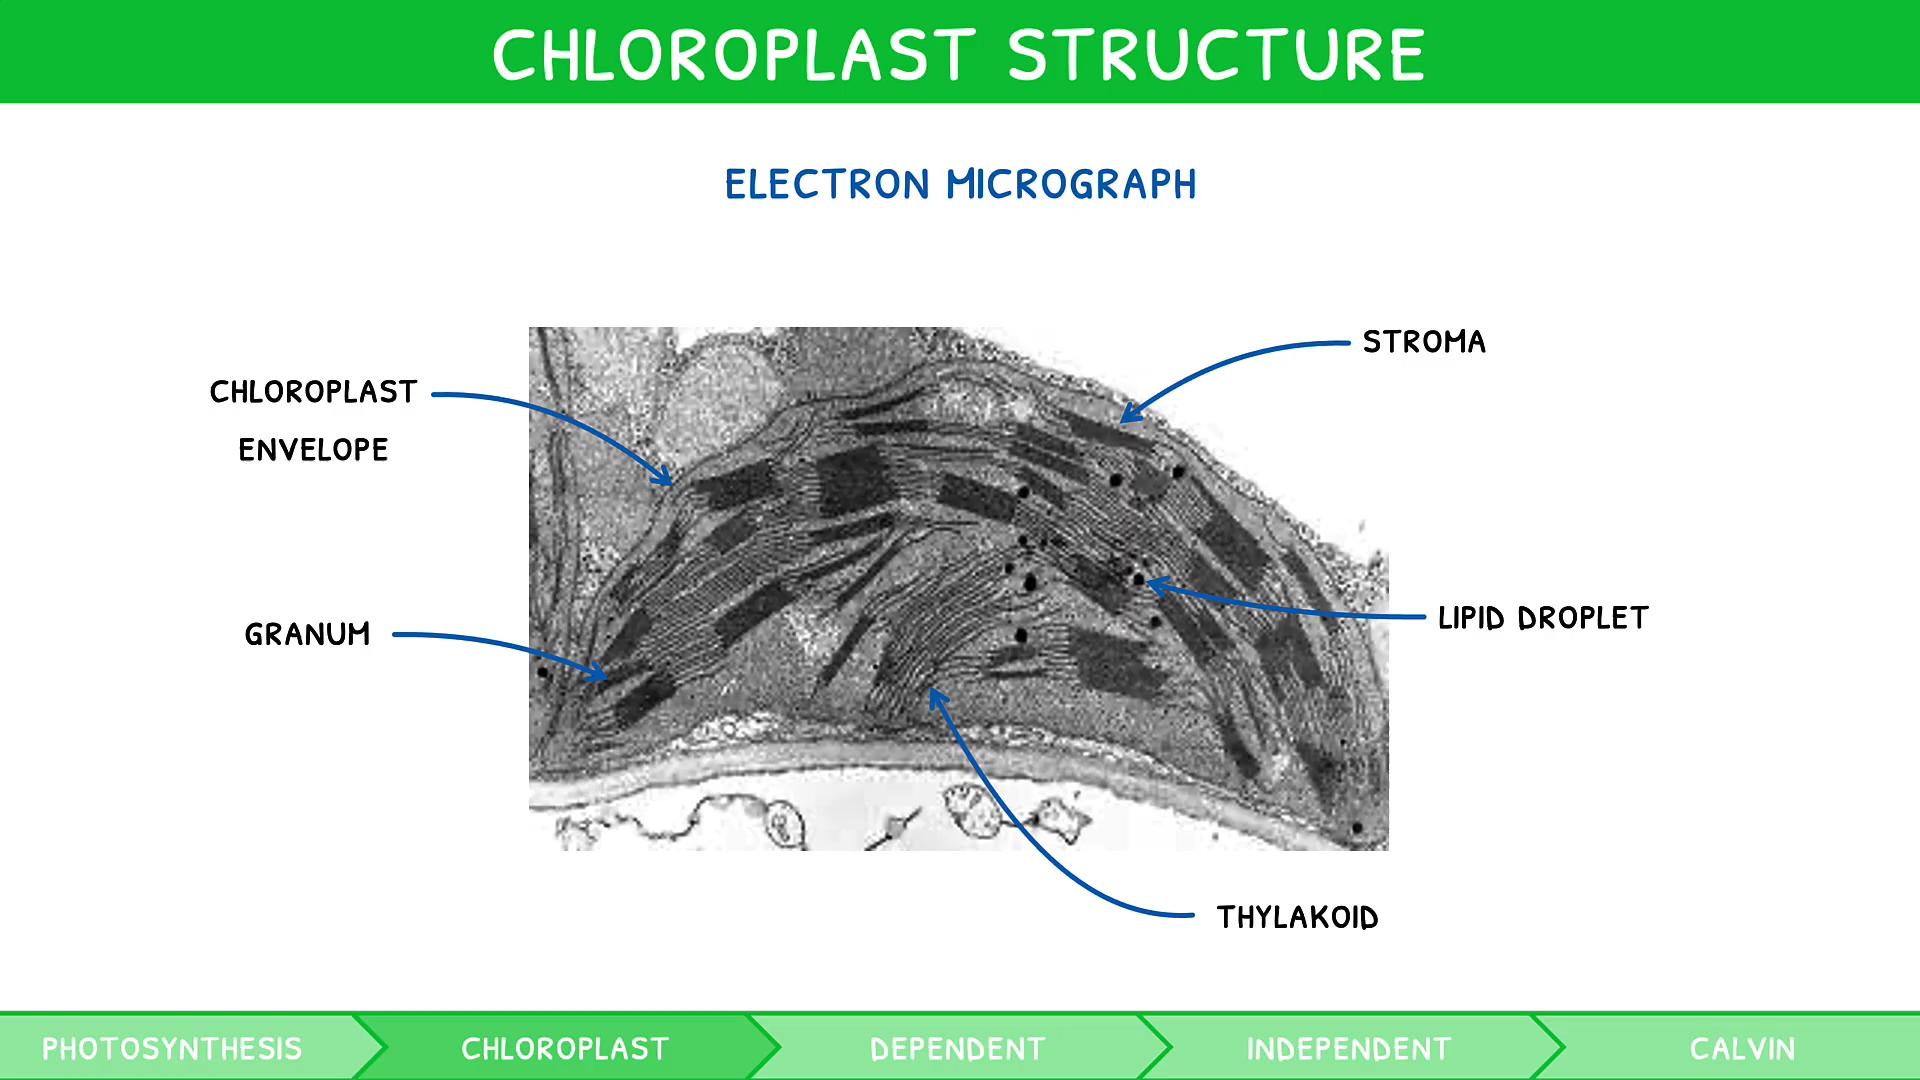 CHLOROPLAST STRUCTURE
ELECTRON MICROGRAPH
STROMA
CHLOROPLAST
ENVELOPE
LIPID DROPLET
GRANUM
THYLAKOID
PHOTOSYNTHESIS
CHLOROPLAST
DEPENDENT
INDEPENDENT
CALVIN